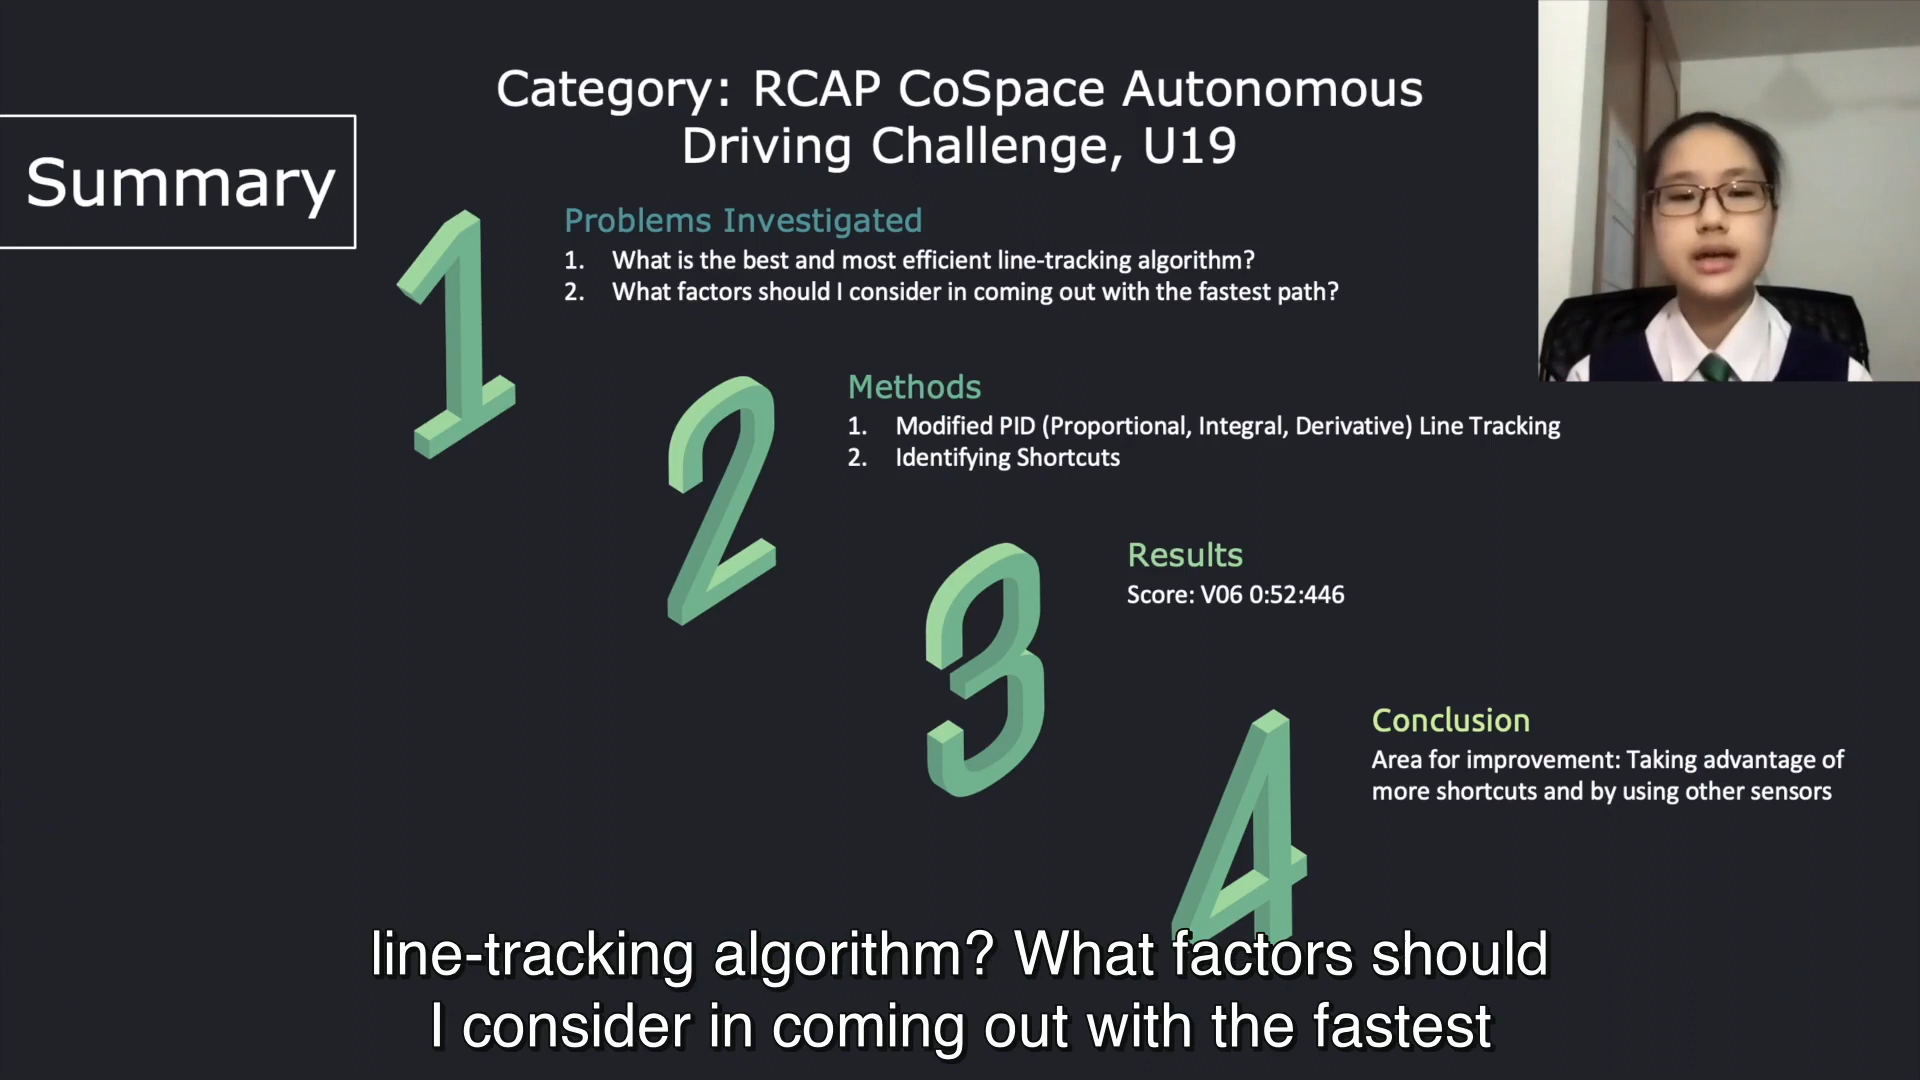 Category: RCAP CoSpace Autonomous
Driving Challenge, U19
Summary
1
Problems Investigated
1. What is the best and most efficient line-tracking algorithm?
2. What factors should I consider in coming out with the fastest path?
2
Methods
1. Modified PID (Proportional, Integral, Derivative) Line Tracking
2. Identifying Shortcuts
3
Results
Score: V06 0:52:446
4
Conclusion
Area for improvement: Taking advantage of
more shortcuts and by using other sensors
line-tracking algorithm? What factors should
I consider in coming out with the fastest